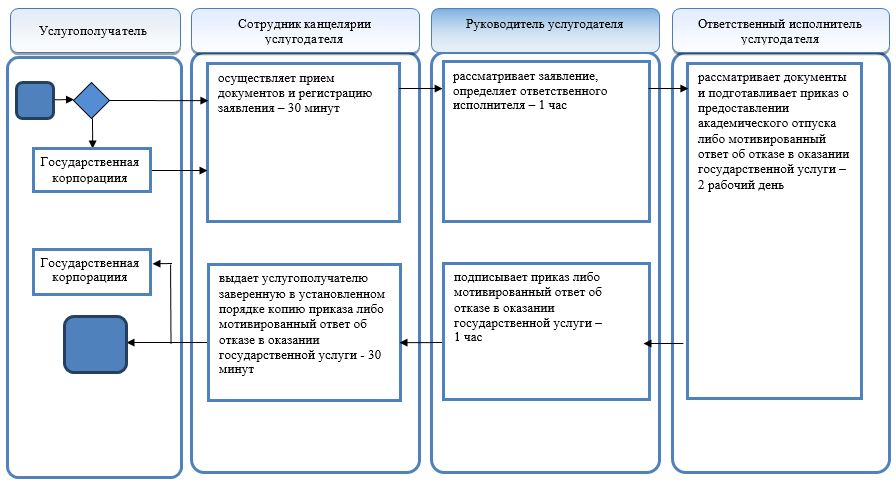 Услугополучатель
Сотрудник канцелярии
услугодателя
Руководитель услугодателя
Ответственный исполнитель
услугодателя
осуществляет прием
документов и регистрацию
заявления – 30 минут
рассматривает заявление,
определяет ответственного
исполнителя – 1 час
рассматривает документы
и подготавливает приказ о
предоставлении
академического отпуска
либо мотивированный
ответ об отказе в оказании
государственной услуги –
2 рабочий день
Государственная
корпорациия
Государственная
корпорациия
выдает услугополучателю
заверенную в установленном
порядке копию приказа либо
мотивированный ответ об
отказе в оказании
государственной услуги - 30
минут
подписывает приказ либо
мотивированный ответ об
отказе в оказании
государственной услуги –
1 час